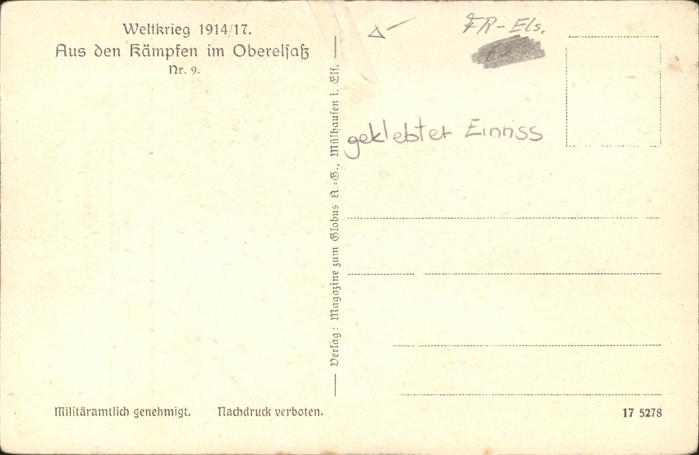 Weltkrieg 1914/17.
Aus den Kämpfen im Oberelsaß
Nr. 9.
FR-Els.
geklebter Einriss
Verlag: Magazine zum Globus A.-G., Mülhausen i. Els.
Militäramtlich genehmigt. Nachdruck verboten.
17 5278